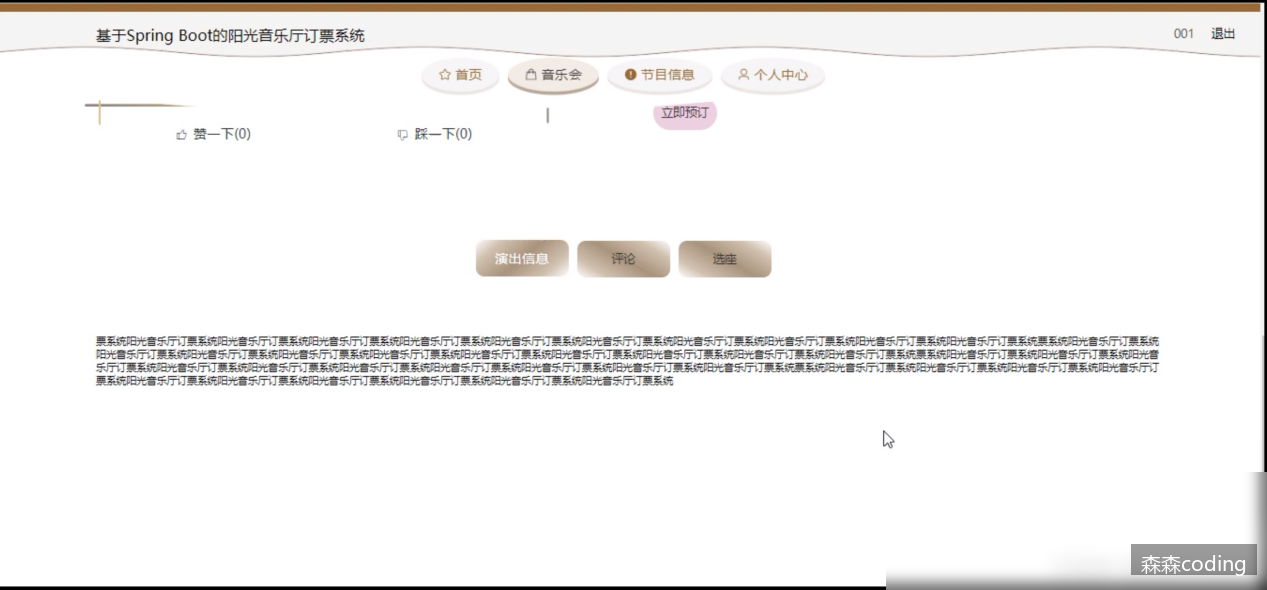 基于Spring Boot的阳光音乐厅订票系统
001 退出
首页 音乐会 节目信息 个人中心
立即预订
赞一下(0) 踩一下(0)
演出信息 评论 选座
票系统阳光音乐厅订票系统阳光音乐厅订票系统阳光音乐厅订票系统阳光音乐厅订票系统阳光音乐厅订票系统阳光音乐厅订票系统阳光音乐厅订票系统阳光音乐厅订票系统阳光音乐厅订票系统阳光音乐厅订票系统票系统阳光音乐厅订票系统
阳光音乐厅订票系统阳光音乐厅订票系统阳光音乐厅订票系统阳光音乐厅订票系统阳光音乐厅订票系统阳光音乐厅订票系统阳光音乐厅订票系统阳光音乐厅订票系统阳光音乐厅订票系统票系统阳光音乐厅订票系统阳光音乐厅订票系统阳光音
乐厅订票系统阳光音乐厅订票系统阳光音乐厅订票系统阳光音乐厅订票系统阳光音乐厅订票系统阳光音乐厅订票系统阳光音乐厅订票系统阳光音乐厅订票系统票系统阳光音乐厅订票系统阳光音乐厅订票系统阳光音乐厅订票系统阳光音乐厅订
票系统阳光音乐厅订票系统阳光音乐厅订票系统阳光音乐厅订票系统阳光音乐厅订票系统阳光音乐厅订票系统阳光音乐厅订票系统
森森coding